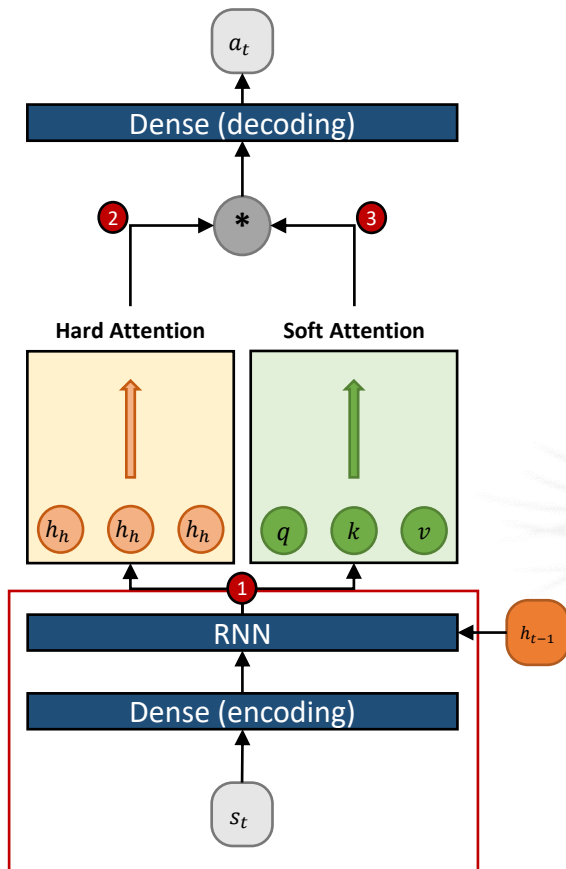 a_t
Dense (decoding)
2
*
3
Hard Attention
Soft Attention
h_h
h_h
h_h
q
k
v
1
RNN
h_{t-1}
Dense (encoding)
s_t